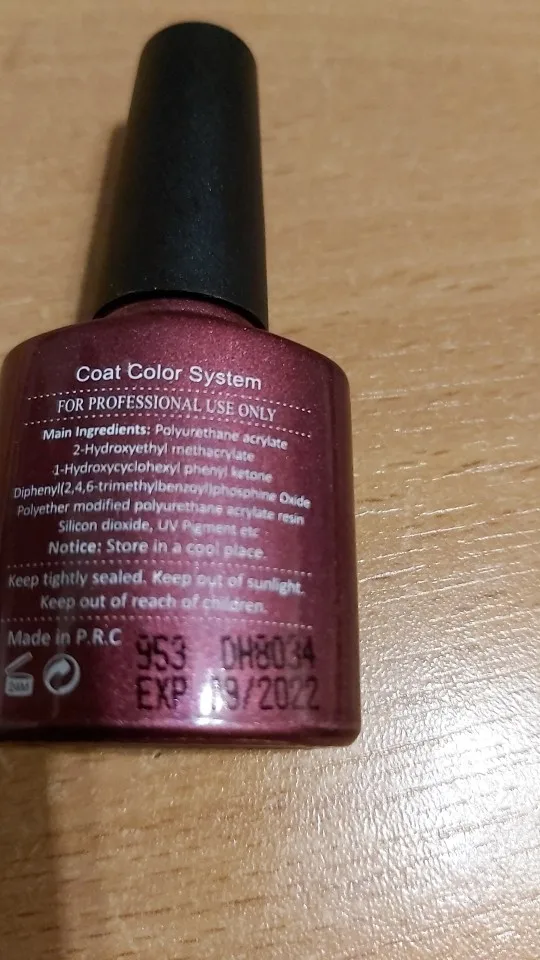 Coat Color System
FOR PROFESSIONAL USE ONLY
Main Ingredients: Polyurethane acrylate
2-Hydroxyethyl methacrylate
1-Hydroxycyclohexyl phenyl ketone
Diphenyl(2,4,6-trimethylbenzoyl)phosphine Oxide
Polyether modified polyurethane acrylate resin
Silicon dioxide, UV Pigment etc
Notice: Store in a cool place.
Keep tightly sealed. Keep out of sunlight.
Keep out of reach of children.
Made in P.R.C
953 DH8034
24M
EXP /2022